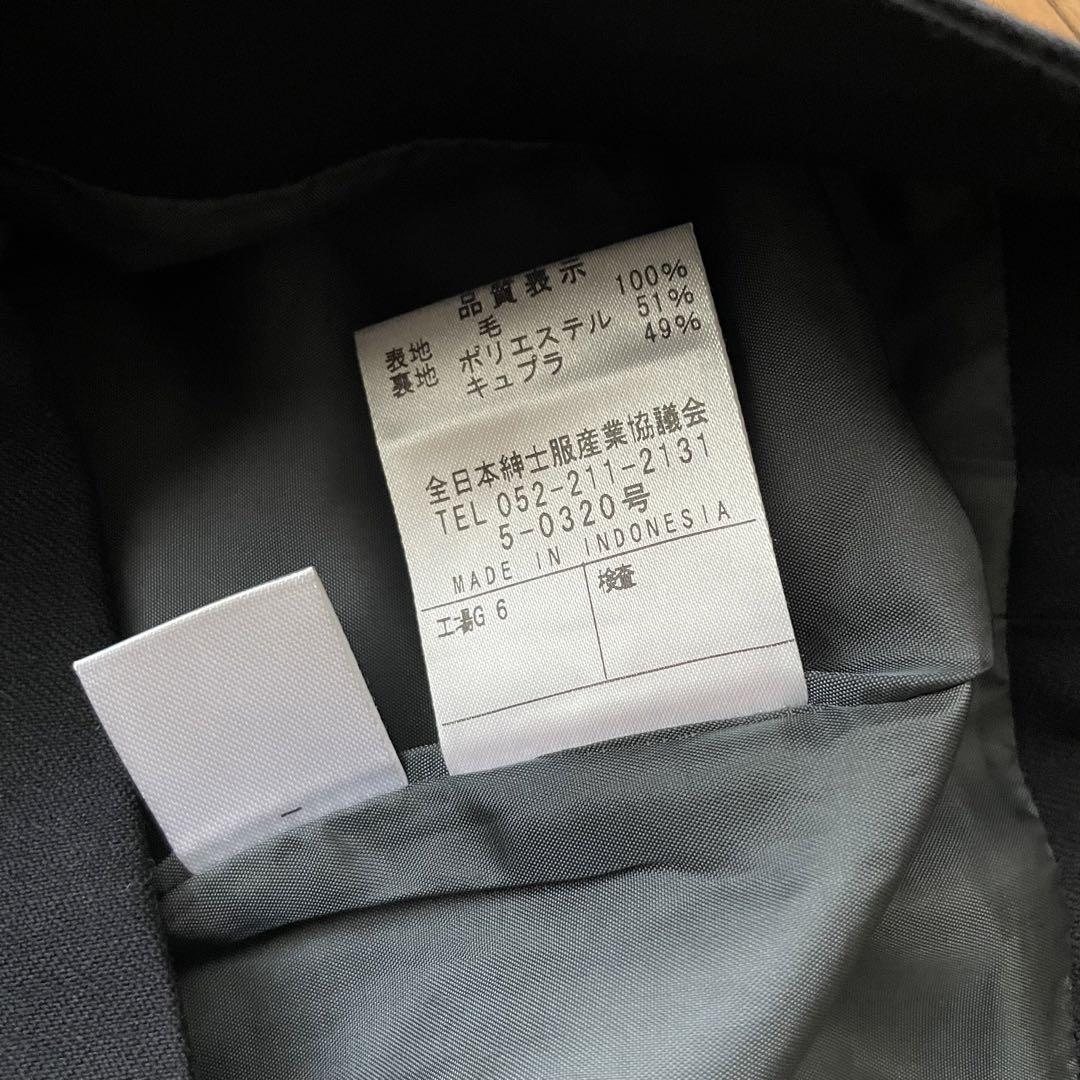 品質表示
表地 毛 100%
裏地 ポリエステル 51%
キュプラ 49%
全日本紳士服産業協議会
TEL 052-211-2131
5-0320号
MADE IN INDONESIA
工場G 6 検査